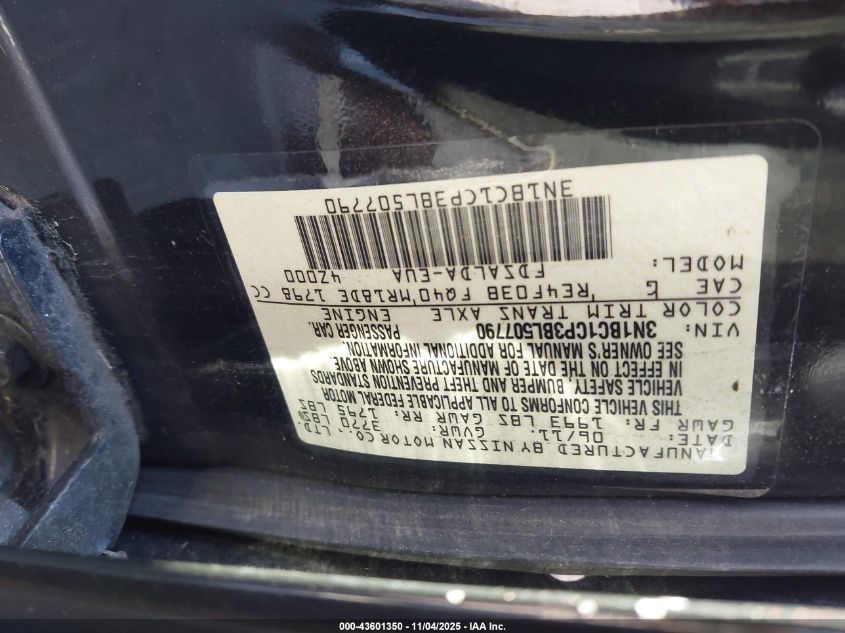 MANUFACTURED BY NISSAN MOTOR CO. LTD
DATE: 06/11 GVWR: 3770 LBS
GAWR FR: 1993 LBS GAWR RR: 1795 LBS
THIS VEHICLE CONFORMS TO ALL APPLICABLE FEDERAL MOTOR
VEHICLE SAFETY BUMPER AND THEFT PREVENTION STANDARDS
IN EFFECT ON THE DATE OF MANUFACTURE SHOWN ABOVE.
SEE OWNER'S MANUAL FOR ADDITIONAL INFORMATION.
VIN: 3N1BC1CP3BL507790 PASSENGER CAR.
COLOR TRIM TRANS AXLE ENGINE
CAE G 'RE4F03B FQ40'MR18DE 1798 CC
MODEL: FDZALDA-EUA 42000
3N1BC1CP3BL507790
000-43601350 | 11/04/2025 - IAA Inc.